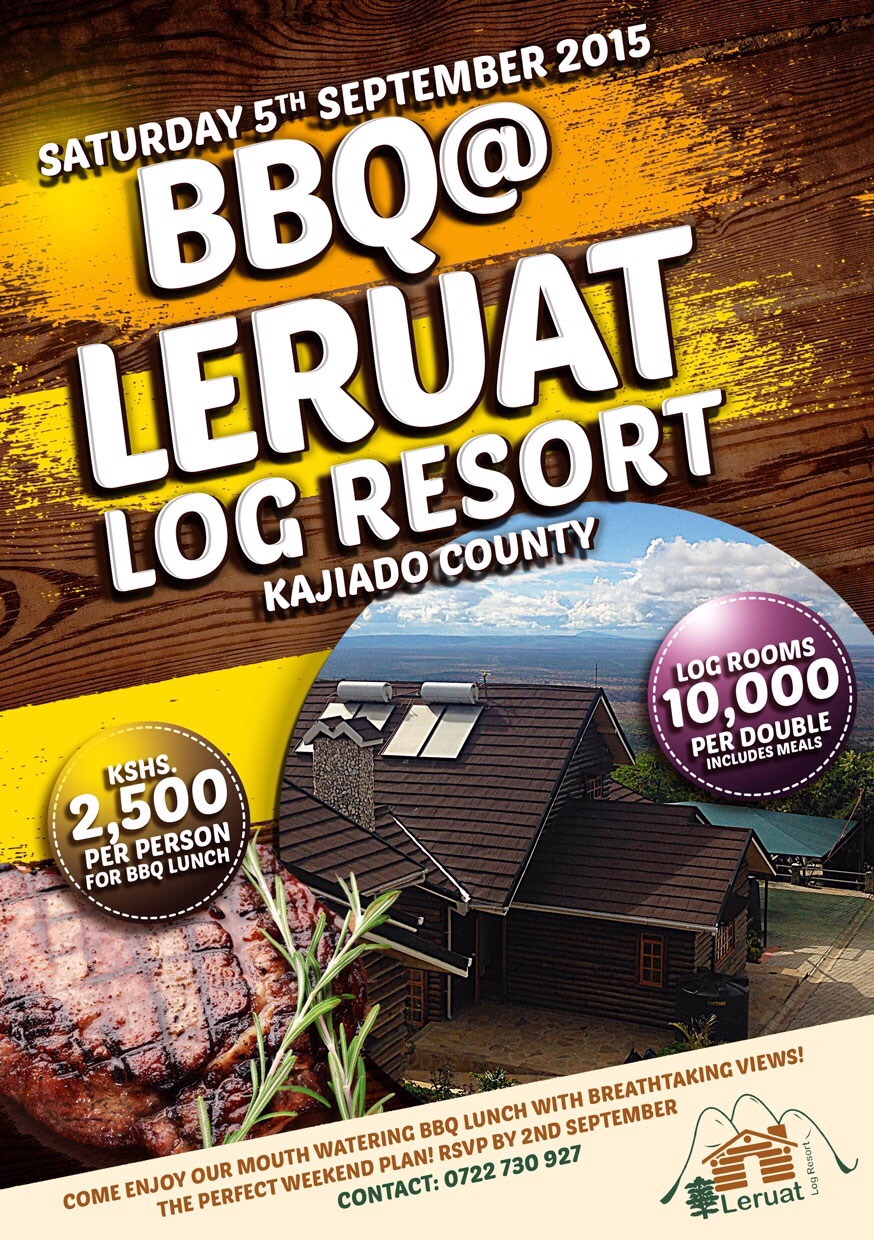 SATURDAY 5TH SEPTEMBER 2015
BBQ@
LERUAT
LOG RESORT
KAJIADO COUNTY
LOG ROOMS
10,000
PER DOUBLE
INCLUDES MEALS
KSHS.
2,500
PER PERSON
FOR BBQ LUNCH
COME ENJOY OUR MOUTH WATERING BBQ LUNCH WITH BREATHTAKING VIEWS!
THE PERFECT WEEKEND PLAN! RSVP BY 2ND SEPTEMBER
CONTACT: 0722 730 927
Leruat
Log Resort